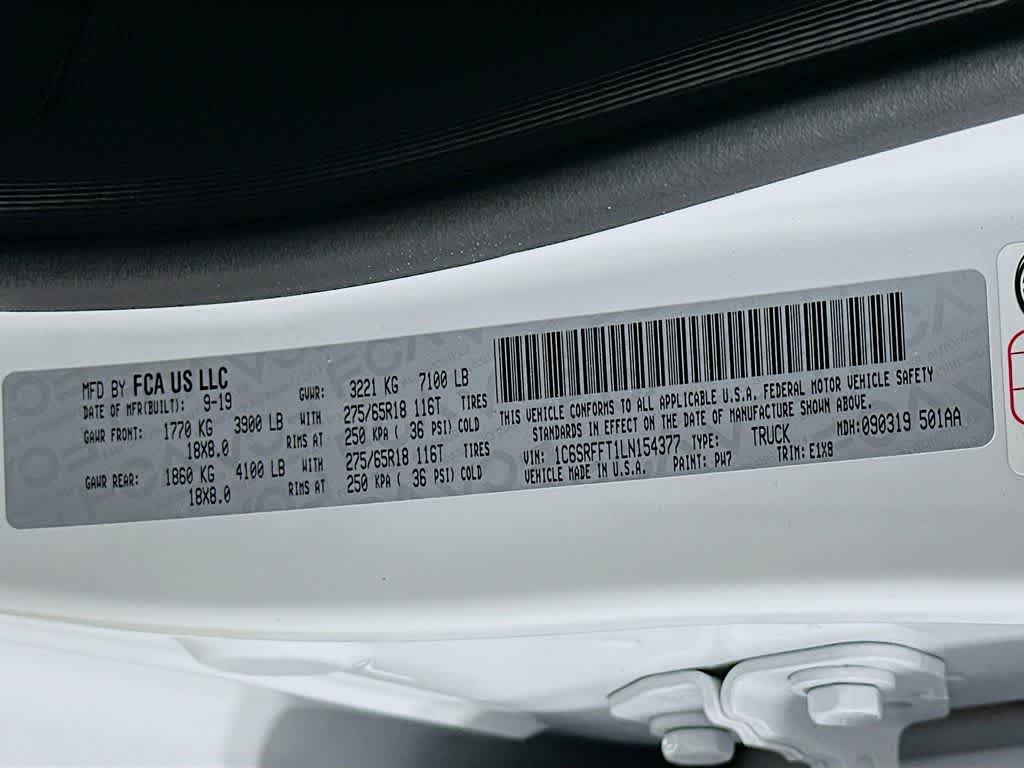 MFD BY FCA US LLC
DATE OF MFR(BUILT): 9-19
GVWR: 3221 KG 7100 LB
GAWR FRONT: 1770 KG 3900 LB WITH 275/65R18 116T TIRES
18X8.0 RIMS AT 250 KPA ( 36 PSI) COLD
GAWR REAR: 1860 KG 4100 LB WITH 275/65R18 116T TIRES
18X8.0 RIMS AT 250 KPA ( 36 PSI) COLD
THIS VEHICLE CONFORMS TO ALL APPLICABLE U.S.A. FEDERAL MOTOR VEHICLE SAFETY
STANDARDS IN EFFECT ON THE DATE OF MANUFACTURE SHOWN ABOVE.
VIN: 1C6SRFFT1LN154377 TYPE: TRUCK MDH: 090319 501AA
VEHICLE MADE IN U.S.A. PAINT: PW7 TRIM: E1X8